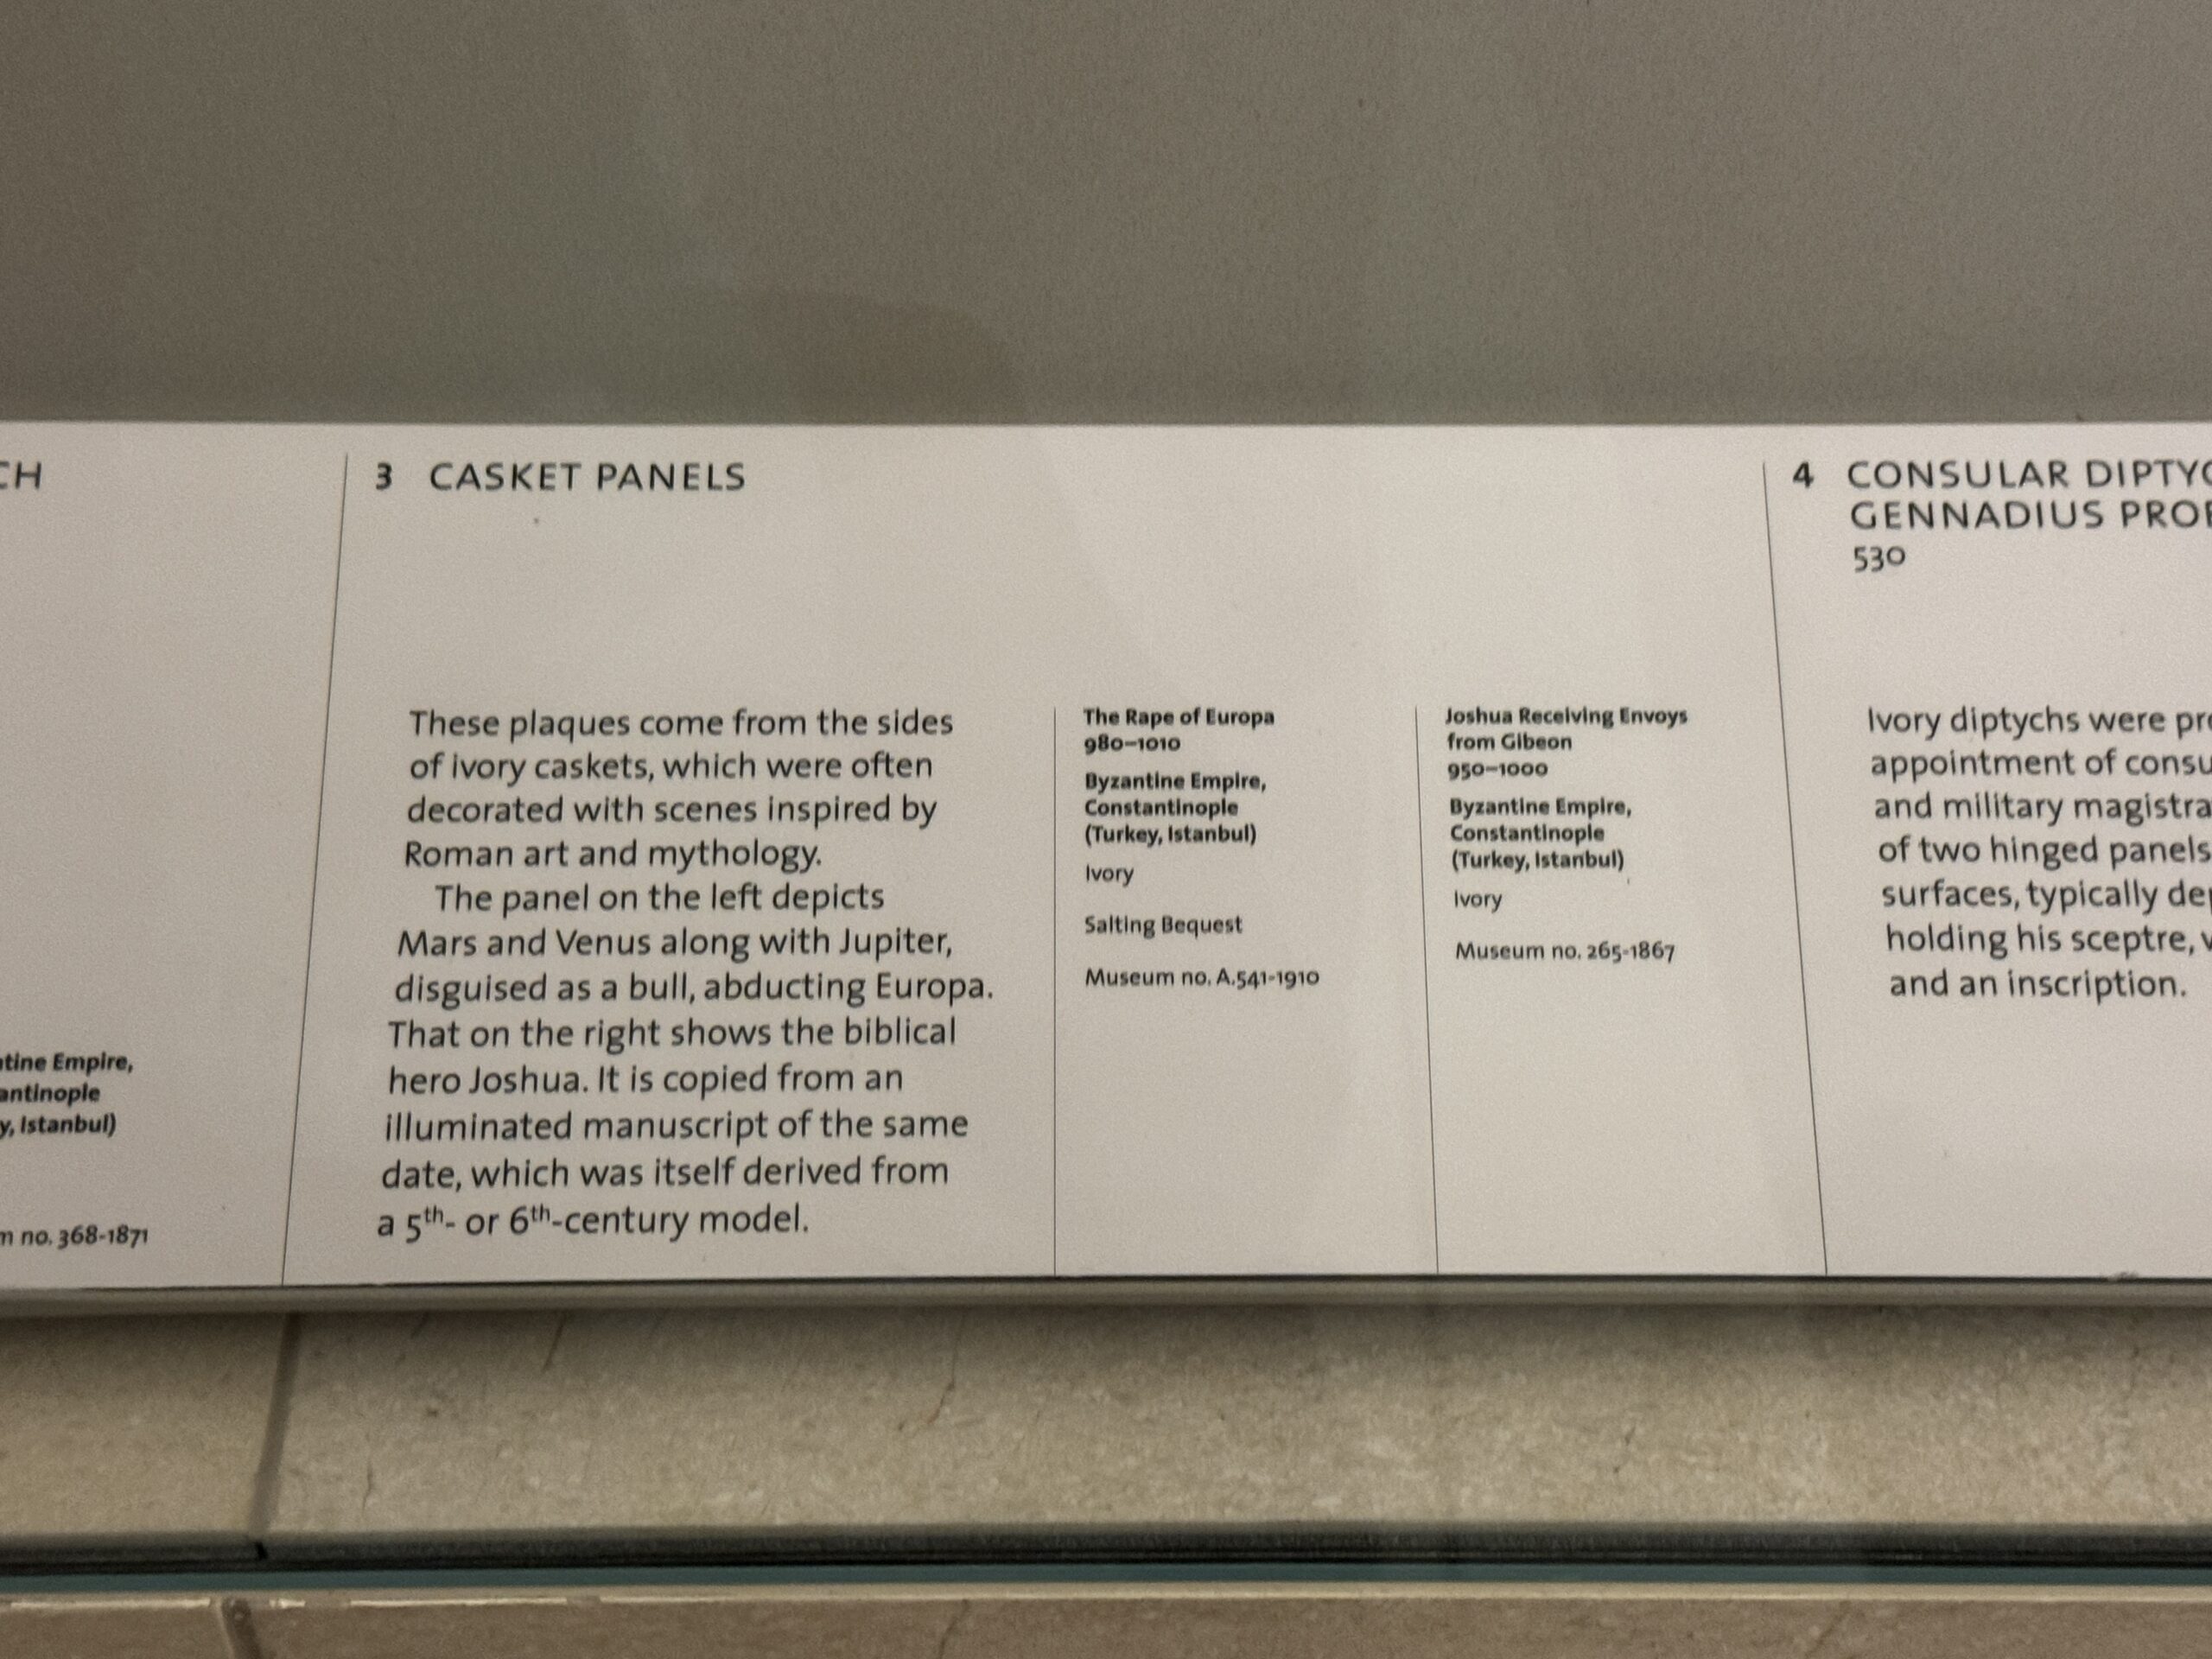 CH
tine Empire,
antinople
y, Istanbul)
no. 368-1871
3 CASKET PANELS
These plaques come from the sides
of ivory caskets, which were often
decorated with scenes inspired by
Roman art and mythology.
The panel on the left depicts
Mars and Venus along with Jupiter,
disguised as a bull, abducting Europa.
That on the right shows the biblical
hero Joshua. It is copied from an
illuminated manuscript of the same
date, which was itself derived from
a 5th- or 6th-century model.
The Rape of Europa
980–1010
Byzantine Empire,
Constantinople
(Turkey, Istanbul)
Ivory
Salting Bequest
Museum no. A.541-1910
Joshua Receiving Envoys
from Gibeon
950–1000
Byzantine Empire,
Constantinople
(Turkey, Istanbul)
Ivory
Museum no. 265-1867
4 CONSULAR DIPTYC
GENNADIUS PRO
530
Ivory diptychs were pr
appointment of consu
and military magistra
of two hinged panels
surfaces, typically de
holding his sceptre,
and an inscription.